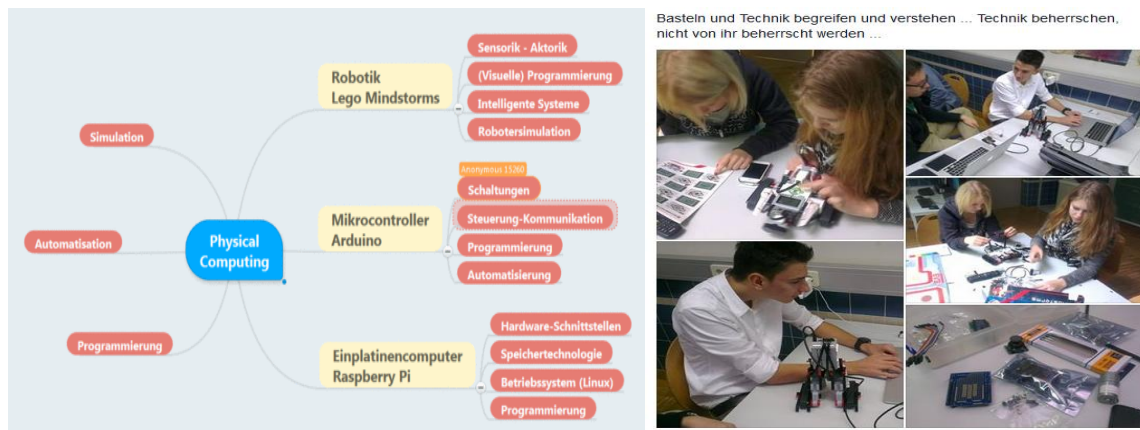 Basteln und Technik begreifen und verstehen ... Technik beherrschen,
nicht von ihr beherrscht werden ...
Physical
Computing
Simulation
Automatisation
Programmierung
Robotik
Lego Mindstorms
Sensorik - Aktorik
(Visuelle) Programmierung
Intelligente Systeme
Robotersimulation
Mikrocontroller
Arduino
Anonymous 15260
Schaltungen
Steuerung-Kommunikation
Programmierung
Automatisierung
Einplatinencomputer
Raspberry Pi
Hardware-Schnittstellen
Speichertechnologie
Betriebssystem (Linux)
Programmierung